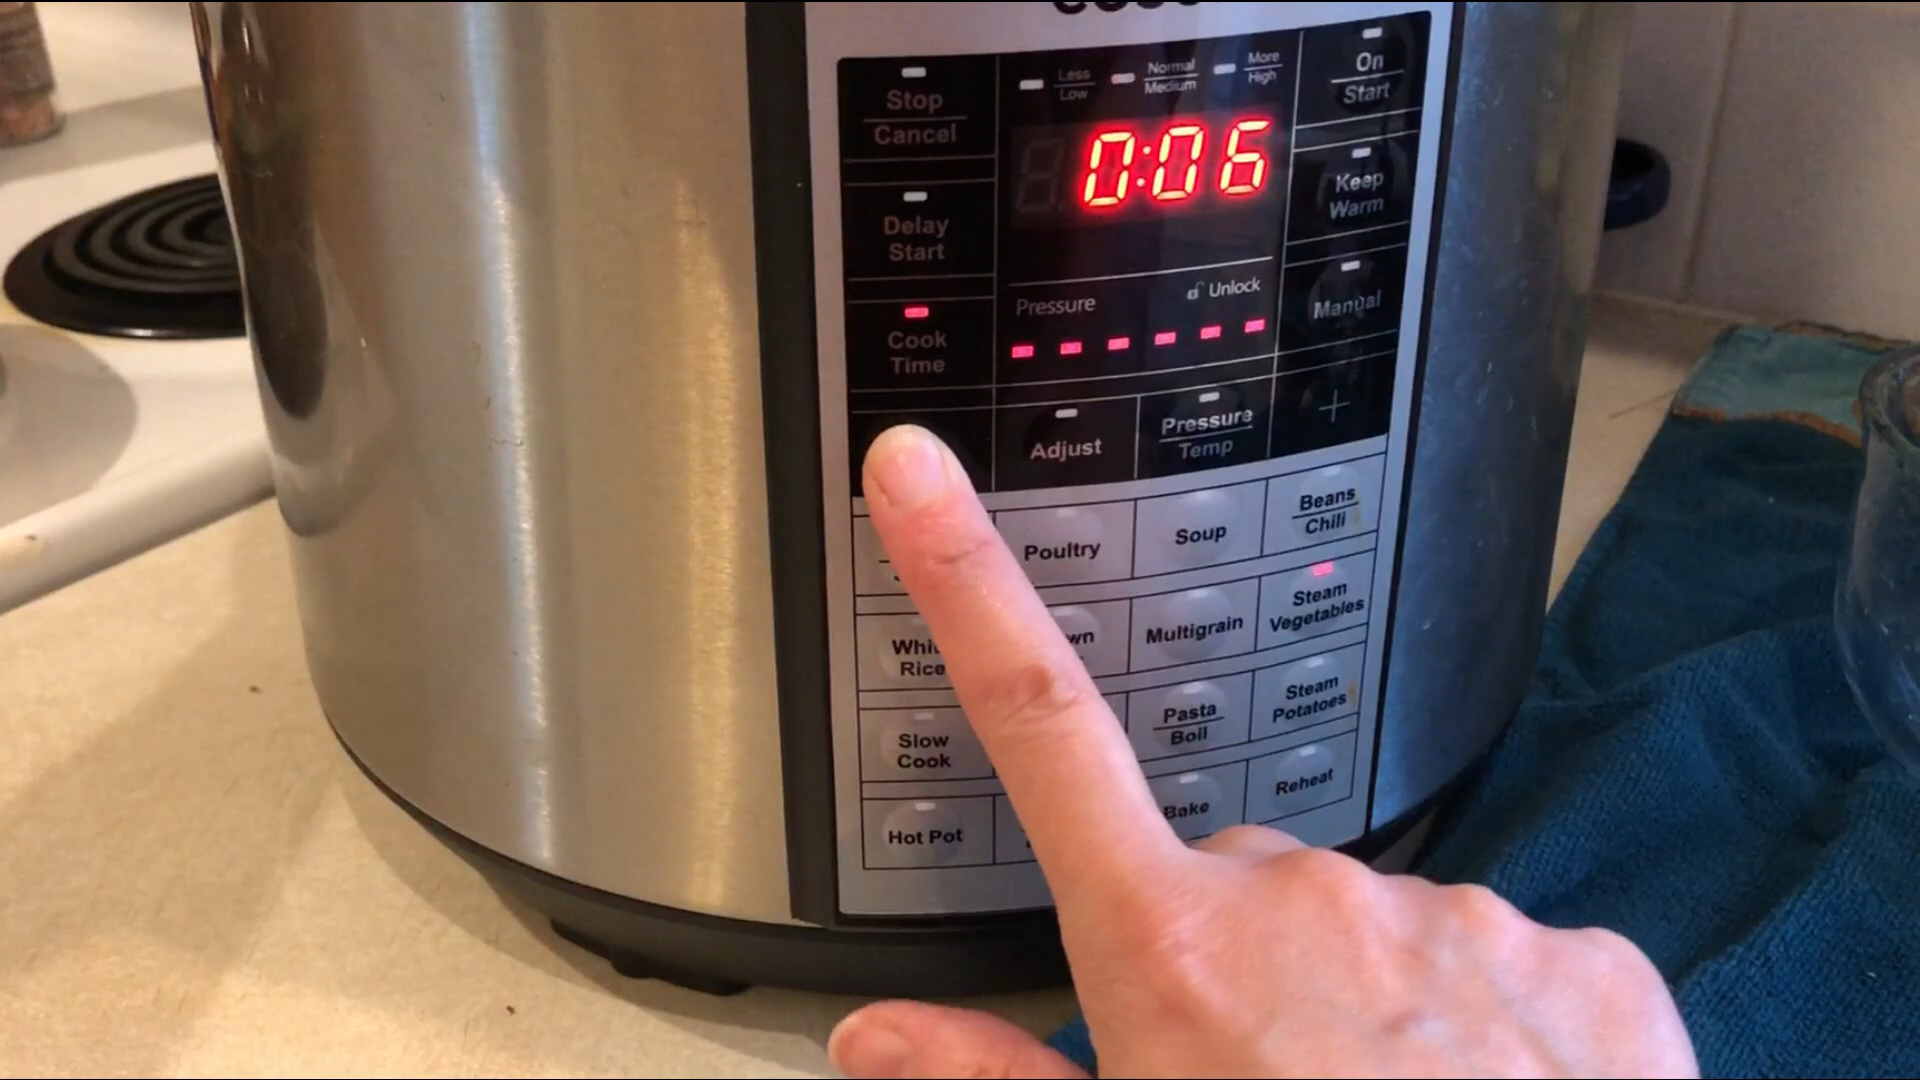 Stop
Cancel
Less
Low
Normal
Medium
More
High
On
Start
0:06
Delay
Start
Keep
Warm
Cook
Time
Pressure
Unlock
Manual
Adjust
Pressure
Temp
+
Poultry
Soup
Beans
Chili
Rice
Multigrain
Steam
Vegetables
Slow
Cook
Pasta
Boil
Steam
Potatoes
Hot Pot
Bake
Reheat